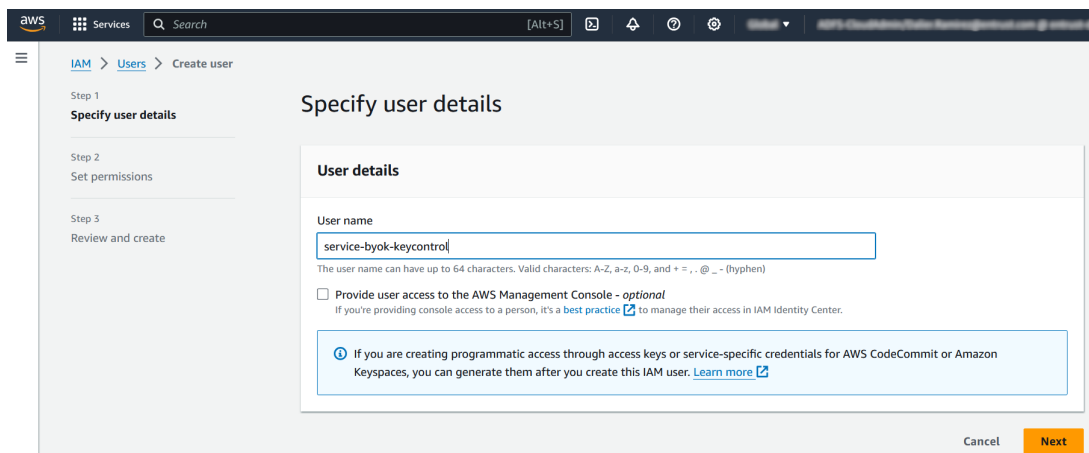 aws Services Search [Alt+S]
IAM > Users > Create user
Step 1
Specify user details
Step 2
Set permissions
Step 3
Review and create
Specify user details
User details
User name
service-byok-keycontrol
The user name can have up to 64 characters. Valid characters: A-Z, a-z, 0-9, and + = , . @ _ - (hyphen)
Provide user access to the AWS Management Console - optional
If you're providing console access to a person, it's a best practice to manage their access in IAM Identity Center.
If you are creating programmatic access through access keys or service-specific credentials for AWS CodeCommit or Amazon
Keyspaces, you can generate them after you create this IAM user. Learn more
Cancel Next